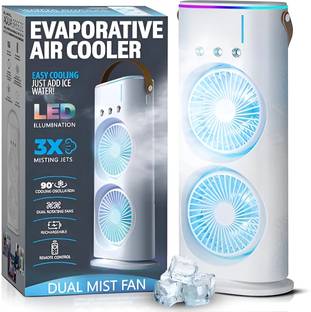 EVAPORATIVE
AIR COOLER
EASY COOLING
JUST ADD ICE
WATER!
LED
ILLUMINATION
3X
MISTING JETS
90°
COOLING OSCILLATION
DUAL ROTATING FANS
RECHARGEABLE
REMOTE CONTROL
DUAL MIST FAN